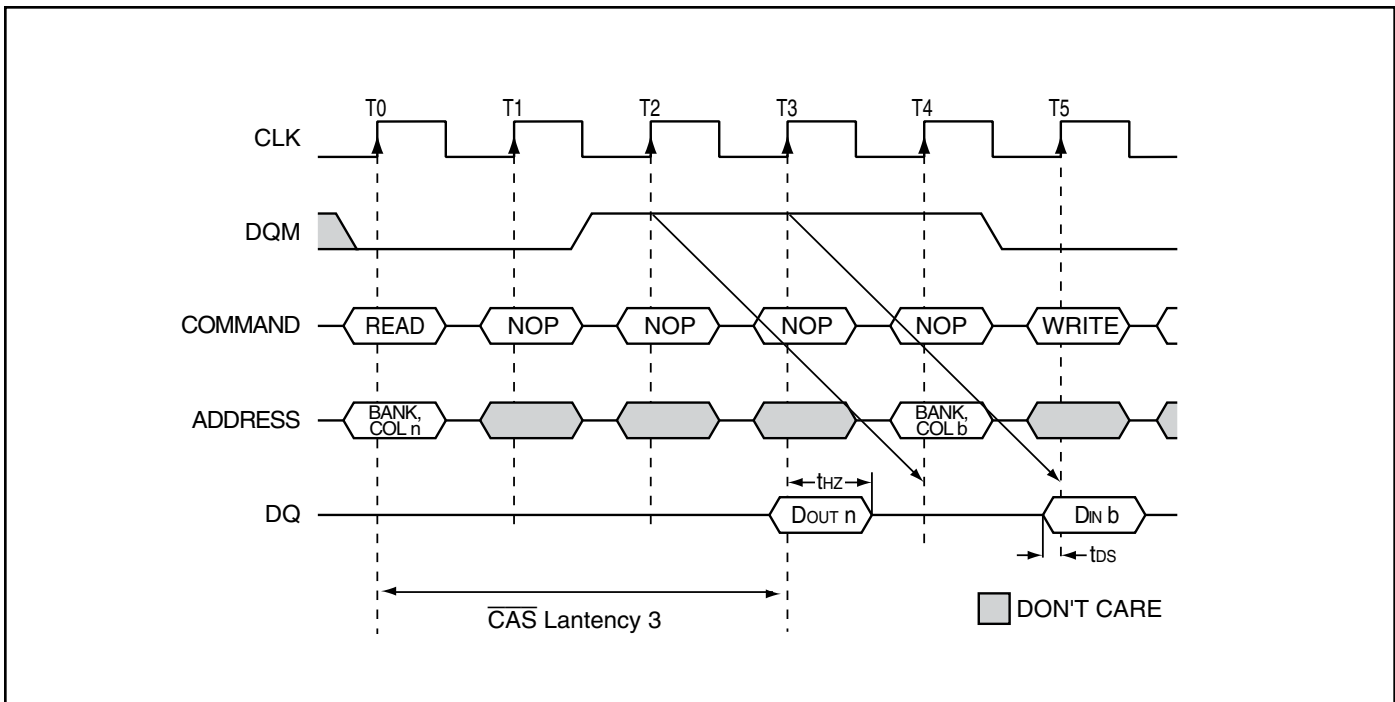 T0 T1 T2 T3 T4 T5
CLK
DQM
COMMAND READ NOP NOP NOP NOP WRITE
ADDRESS BANK, COL n BANK, COL b
tHZ
DQ DOUT n DIN b
tDS
CAS Lantency 3
DON'T CARE